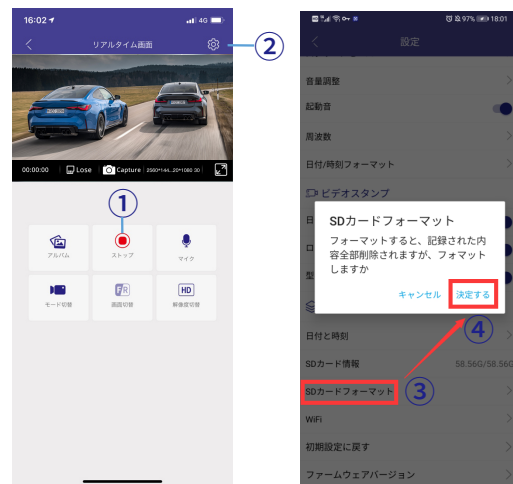 16:02
4G
リアルタイム画面
②
00:00:00
Lose
Capture
2560*144...20*1080 30
①
アルバム
ストップ
マイク
モード切替
画面切替
HD
解像度切替
97% 18:01
設定
音量調整
起動音
周波数
日付/時刻フォーマット
ビデオスタンプ
日
ロ
型
SDカードフォーマット
フォーマットすると、記録された内
容全部削除されますが、フォマット
しますか
キャンセル
決定する
④
日付と時刻
SDカード情報
58.56G/58.56G
SDカードフォーマット
③
WiFi
初期設定に戻す
ファームウェアバージョン